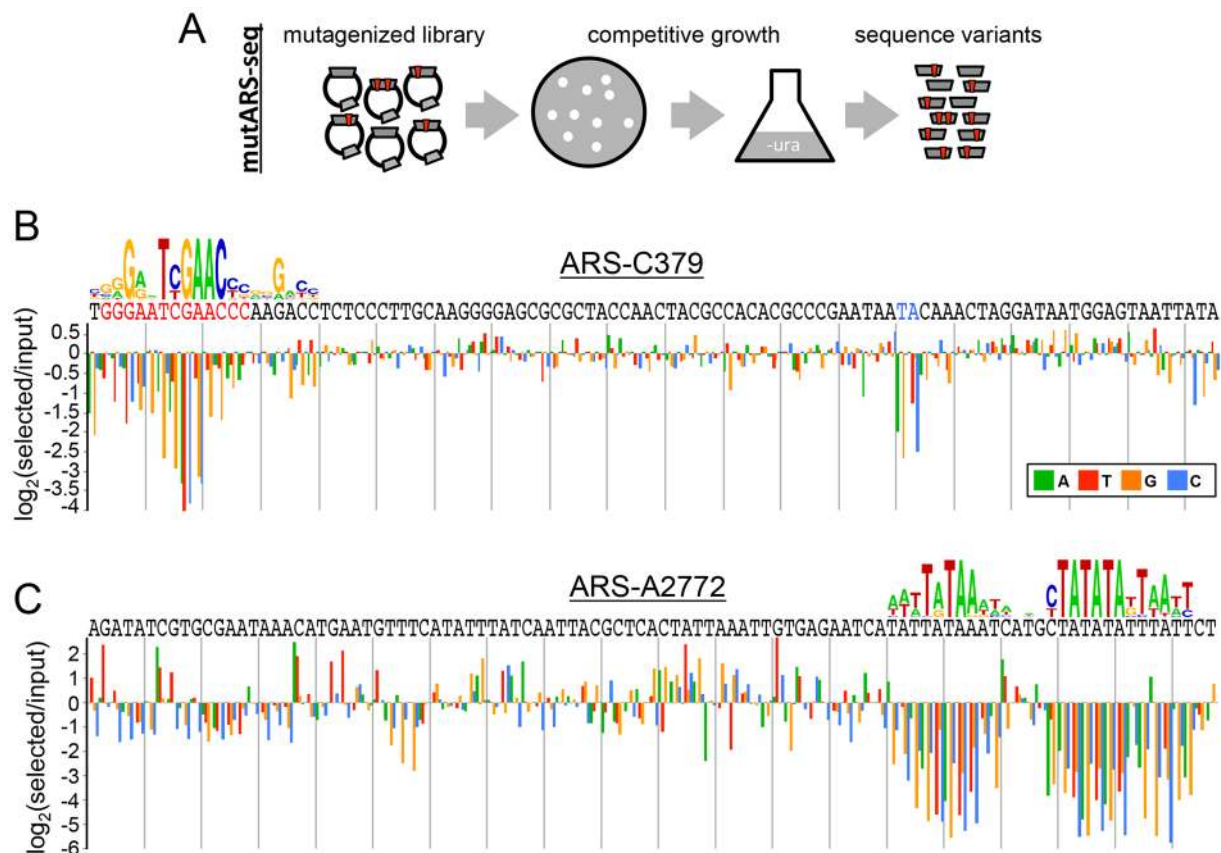 A
mutARS-seq
mutagenized library
competitive growth
sequence variants
-ura
B
ARS-C379
TGGGAATCGAACCCAAGACCTCTCCCTTGCAAGGGGAGCGCGCTACCAACTACGCCACACGCCCGAATAATACAAACTAGGATAATGGAGTAATTATA
log2(selected/input)
0.5
0
-0.5
-1
-1.5
-2
-2.5
-3
-3.5
-4
A T G C
C
ARS-A2772
AGATATCGTGCGAATAAACATGAATGTTTCATATTTATCAATTACGCTCACTATTAAATTGTGAGAATCATATTATAAATCATGCTATATATTTATTCT
log2(selected/input)
2
1
0
-1
-2
-3
-4
-5
-6